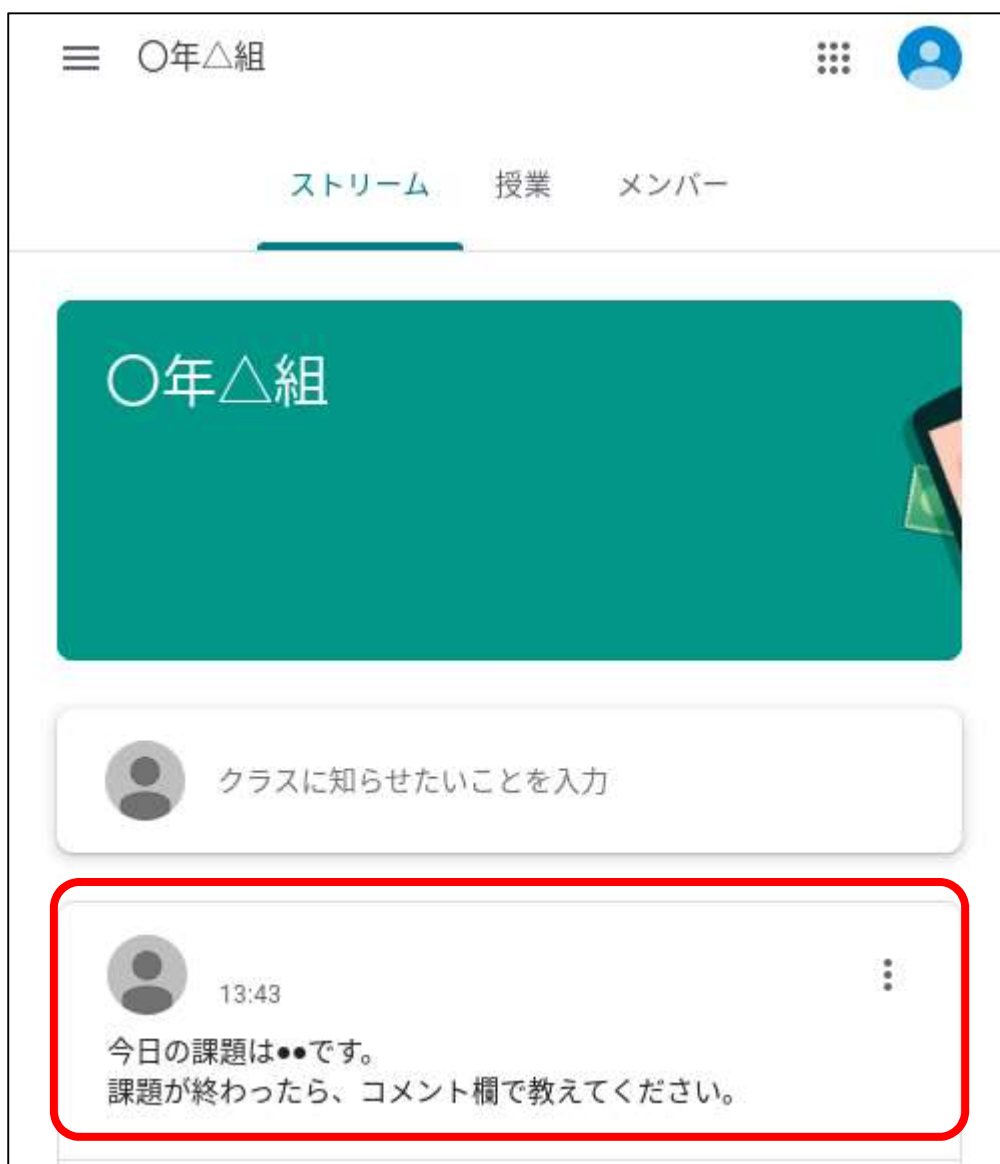 〇年△組
ストリーム 授業 メンバー
〇年△組
クラスに知らせたいことを入力
13:43
今日の課題は●●です。
課題が終わったら、コメント欄で教えてください。